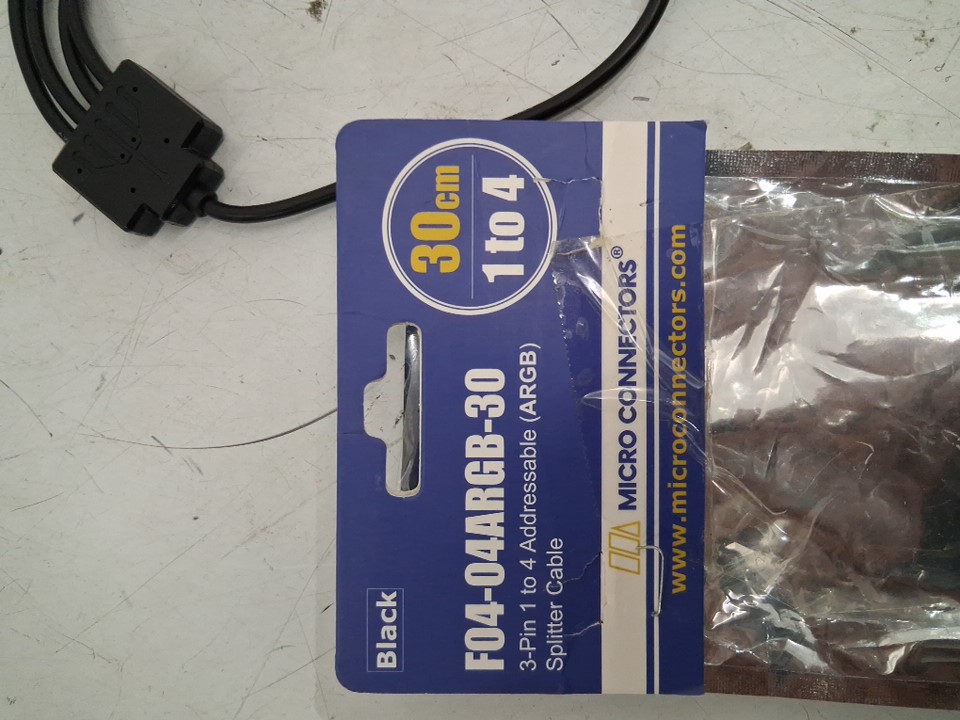 Black
30cm
1 to 4
F04-04ARGB-30
3-Pin 1 to 4 Addressable (ARGB)
Splitter Cable
MICRO CONNECTORS®
www.microconnectors.com